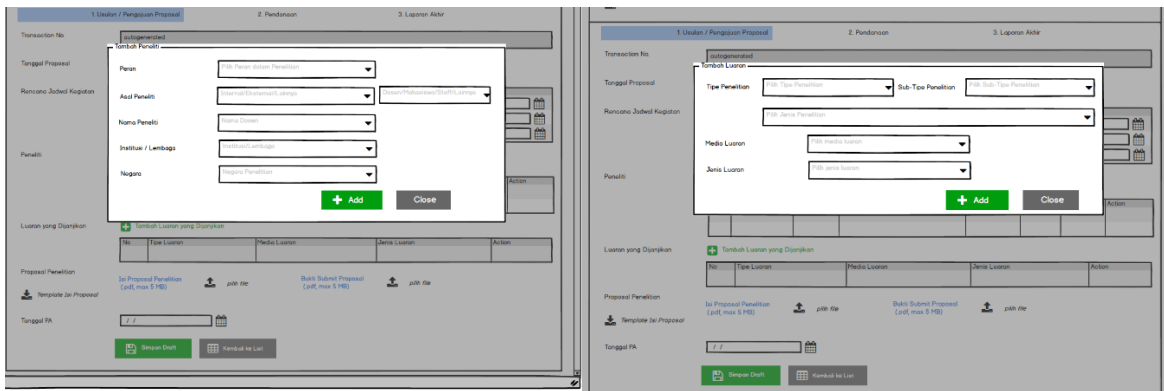 1. Usulan / Pengajuan Proposal
2. Pendanaan
3. Laporan Akhir
Transaction No
autogenerated
Tambah Peneliti
Tanggal Proposal
Peran
Pilih Peran dalam Penelitian
Rencana Jadwal Kegiatan
Asal Peneliti
Internal/Eksternal/Lainnya
Dosen/Mahasiswa/Staff/Lainnya
Nama Peneliti
Nama Dosen
Peneliti
Institusi / Lembaga
Institusi/Lembaga
Negara
Negara Penelitian
Action
Add
Close
Luaran yang Dijanjikan
Tambah Luaran yang Dijanjikan
No
Tipe Luaran
Media Luaran
Jenis Luaran
Action
Proposal Penelitian
Isi Proposal Penelitian
(.pdf, max 5 MB)
pilih file
Bukti Submit Proposal
(.pdf, max 5 MB)
pilih file
Template Isi Proposal
Tanggal PA
/ /
Simpan Draft
Kembali ke List
1. Usulan / Pengajuan Proposal
2. Pendanaan
3. Laporan Akhir
Transaction No
autogenerated
Tambah Luaran
Tanggal Proposal
Tipe Penelitian
Pilih Tipe Penelitian
Sub-Tipe Penelitian
Pilih Sub-Tipe Penelitian
Rencana Jadwal Kegiatan
Pilih Jenis Penelitian
Media Luaran
Pilih media luaran
Peneliti
Jenis Luaran
Pilih jenis luaran
Add
Close
Action
Luaran yang Dijanjikan
Tambah Luaran yang Dijanjikan
No
Tipe Luaran
Media Luaran
Jenis Luaran
Action
Proposal Penelitian
Isi Proposal Penelitian
(.pdf, max 5 MB)
pilih file
Bukti Submit Proposal
(.pdf, max 5 MB)
pilih file
Template Isi Proposal
Tanggal PA
/ /
Simpan Draft
Kembali ke List